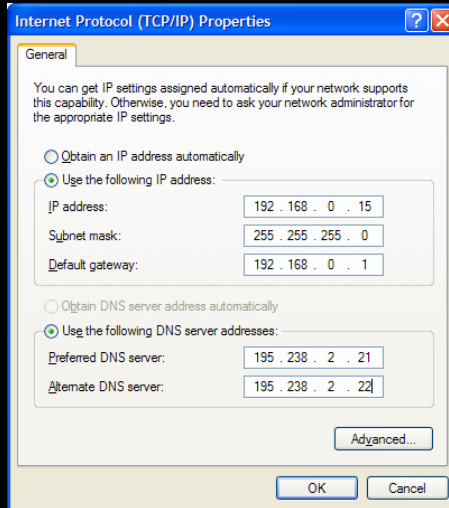 Internet Protocol (TCP/IP) Properties
General
You can get IP settings assigned automatically if your network supports
this capability. Otherwise, you need to ask your network administrator for
the appropriate IP settings.
Obtain an IP address automatically
Use the following IP address:
IP address: 192 . 168 . 0 . 15
Subnet mask: 255 . 255 . 255 . 0
Default gateway: 192 . 168 . 0 . 1
Obtain DNS server address automatically
Use the following DNS server addresses:
Preferred DNS server: 195 . 238 . 2 . 21
Alternate DNS server: 195 . 238 . 2 . 22
Advanced...
OK Cancel